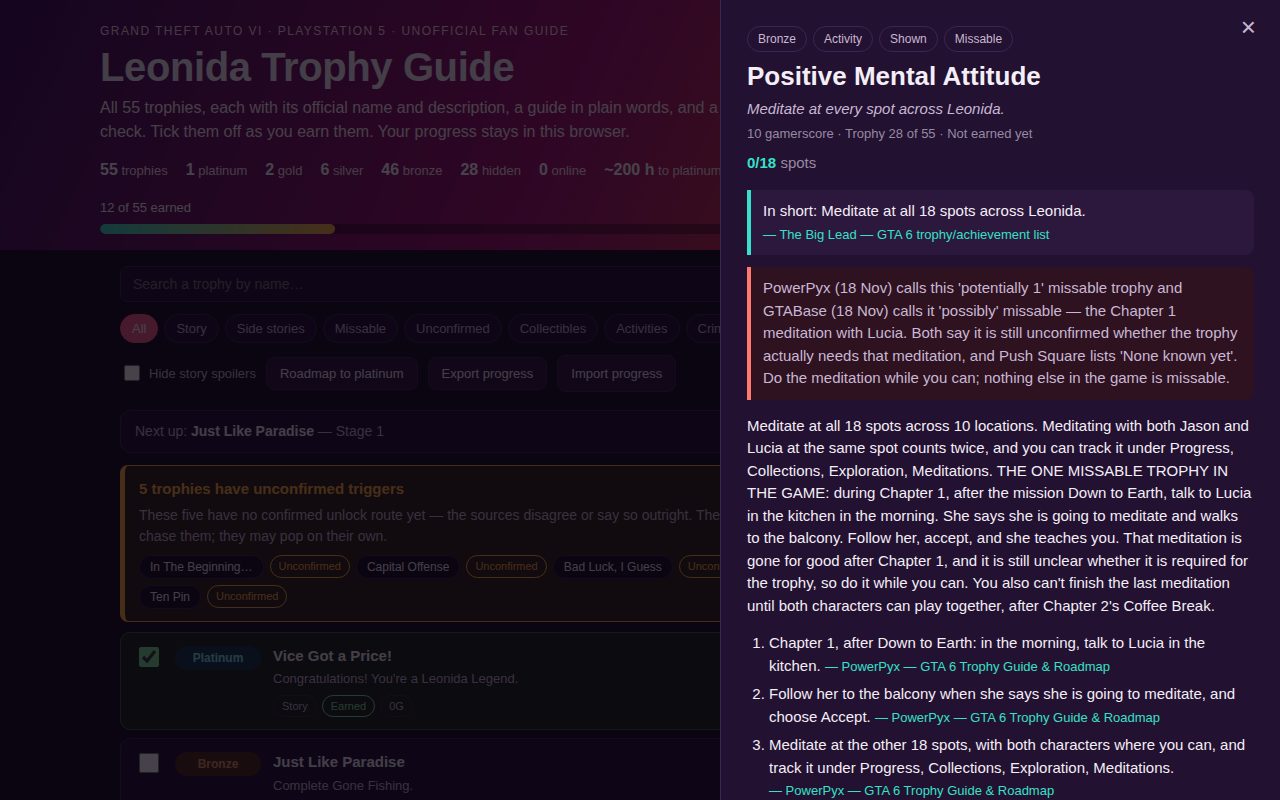 GRAND THEFT AUTO VI · PLAYSTATION 5 · UNOFFICIAL FAN GUIDE
Leonida Trophy Guide
All 55 trophies, each with its official name and description, a guide in plain words, and a
check. Tick them off as you earn them. Your progress stays in this browser.
55 trophies 1 platinum 2 gold 6 silver 46 bronze 28 hidden 0 online ~200 h to platinum
12 of 55 earned
Search a trophy by name…
All Story Side stories Missable Unconfirmed Collectibles Activities
Hide story spoilers Roadmap to platinum Export progress Import progress
Next up: Just Like Paradise — Stage 1
5 trophies have unconfirmed triggers
These five have no confirmed unlock route yet — the sources disagree or say so outright.
chase them; they may pop on their own.
In The Beginning… Unconfirmed Capital Offense Unconfirmed Bad Luck, I Guess
Ten Pin Unconfirmed
Platinum Vice Got a Price!
Congratulations! You're a Leonida Legend.
Story Earned 0G
Bronze Just Like Paradise
Complete Gone Fishing.
✕
Bronze Activity Shown Missable
Positive Mental Attitude
Meditate at every spot across Leonida.
10 gamerscore · Trophy 28 of 55 · Not earned yet
0/18 spots
In short: Meditate at all 18 spots across Leonida.
— The Big Lead — GTA 6 trophy/achievement list
PowerPyx (18 Nov) calls this 'potentially 1' missable trophy and
GTABase (18 Nov) calls it 'possibly' missable — the Chapter 1
meditation with Lucia. Both say it is still unconfirmed whether the trophy
actually needs that meditation, and Push Square lists 'None known yet'.
Do the meditation while you can; nothing else in the game is missable.
Meditate at all 18 spots across 10 locations. Meditating with both Jason and
Lucia at the same spot counts twice, and you can track it under Progress,
Collections, Exploration, Meditations. THE ONE MISSABLE TROPHY IN
THE GAME: during Chapter 1, after the mission Down to Earth, talk to Lucia
in the kitchen in the morning. She says she is going to meditate and walks
to the balcony. Follow her, accept, and she teaches you. That meditation is
gone for good after Chapter 1, and it is still unclear whether it is required for
the trophy, so do it while you can. You also can't finish the last meditation
until both characters can play together, after Chapter 2's Coffee Break.
1. Chapter 1, after Down to Earth: in the morning, talk to Lucia in the
kitchen. — PowerPyx — GTA 6 Trophy Guide & Roadmap
2. Follow her to the balcony when she says she is going to meditate, and
choose Accept. — PowerPyx — GTA 6 Trophy Guide & Roadmap
3. Meditate at the other 18 spots, with both characters where you can, and
track it under Progress, Collections, Exploration, Meditations.
— PowerPyx — GTA 6 Trophy Guide & Roadmap